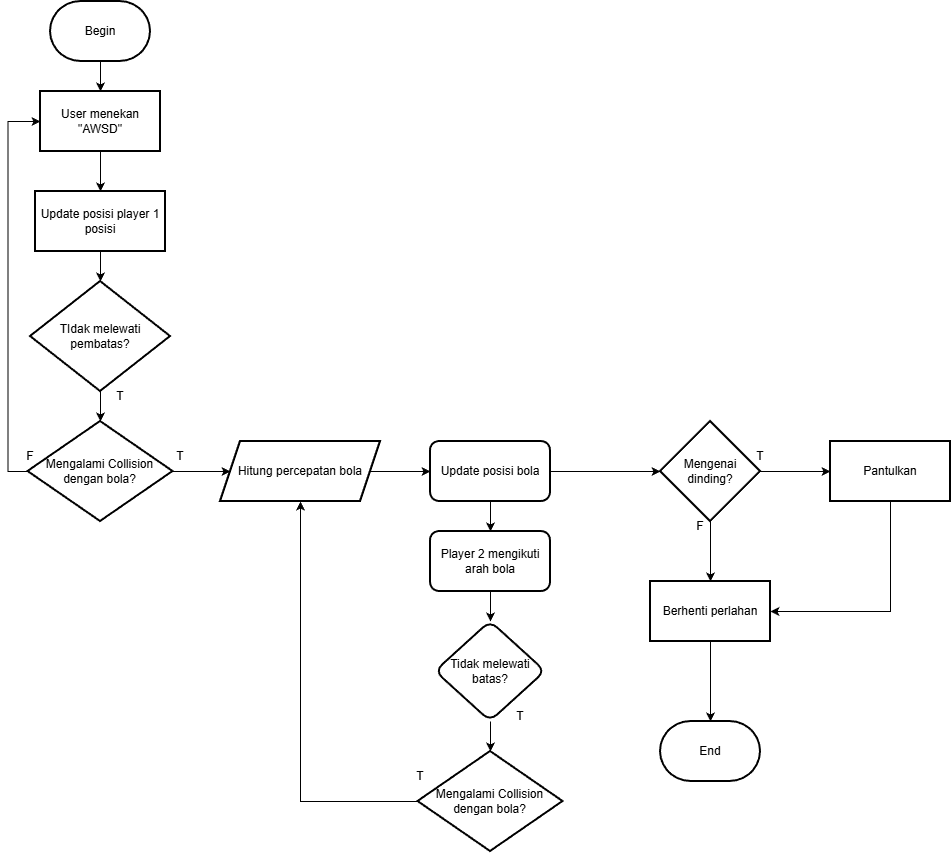 Begin
User menekan
"AWSD"
Update posisi player 1
posisi
TIdak melewati
pembatas?
T
F
Mengalami Collision
dengan bola?
T
Hitung percepatan bola
Update posisi bola
Mengenai
dinding?
T
Pantulkan
F
Player 2 mengikuti
arah bola
Berhenti perlahan
Tidak melewati
batas?
T
End
T
Mengalami Collision
dengan bola?